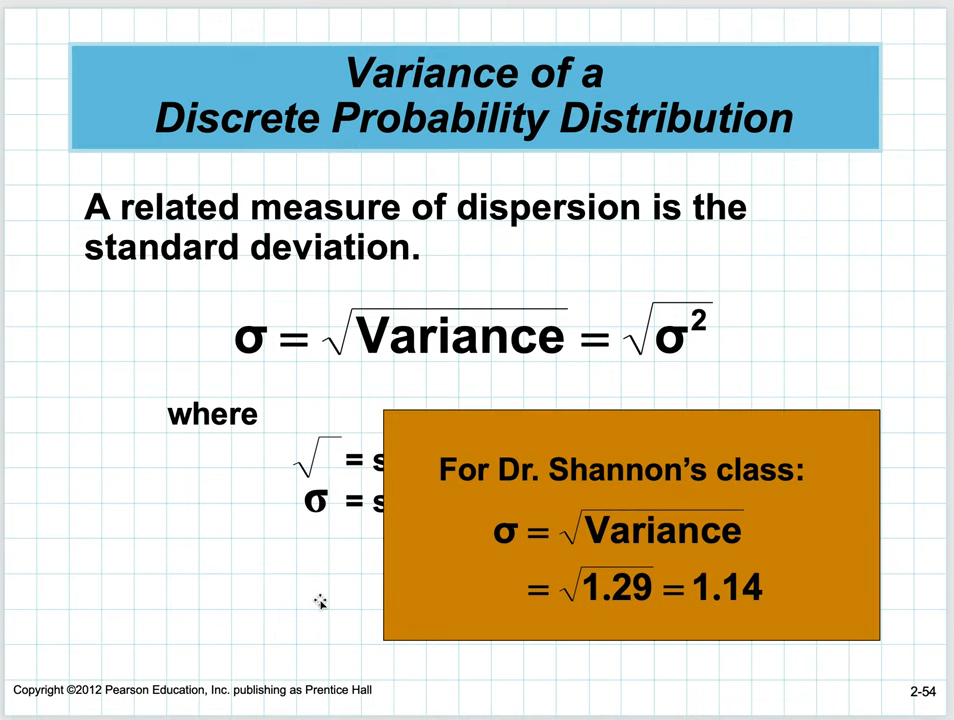 Variance of a
Discrete Probability Distribution
A related measure of dispersion is the
standard deviation.
σ = √Variance = √σ²
where
√ = s
σ = s
For Dr. Shannon’s class:
σ = √Variance
= √1.29 = 1.14
Copyright ©2012 Pearson Education, Inc. publishing as Prentice Hall
2-54